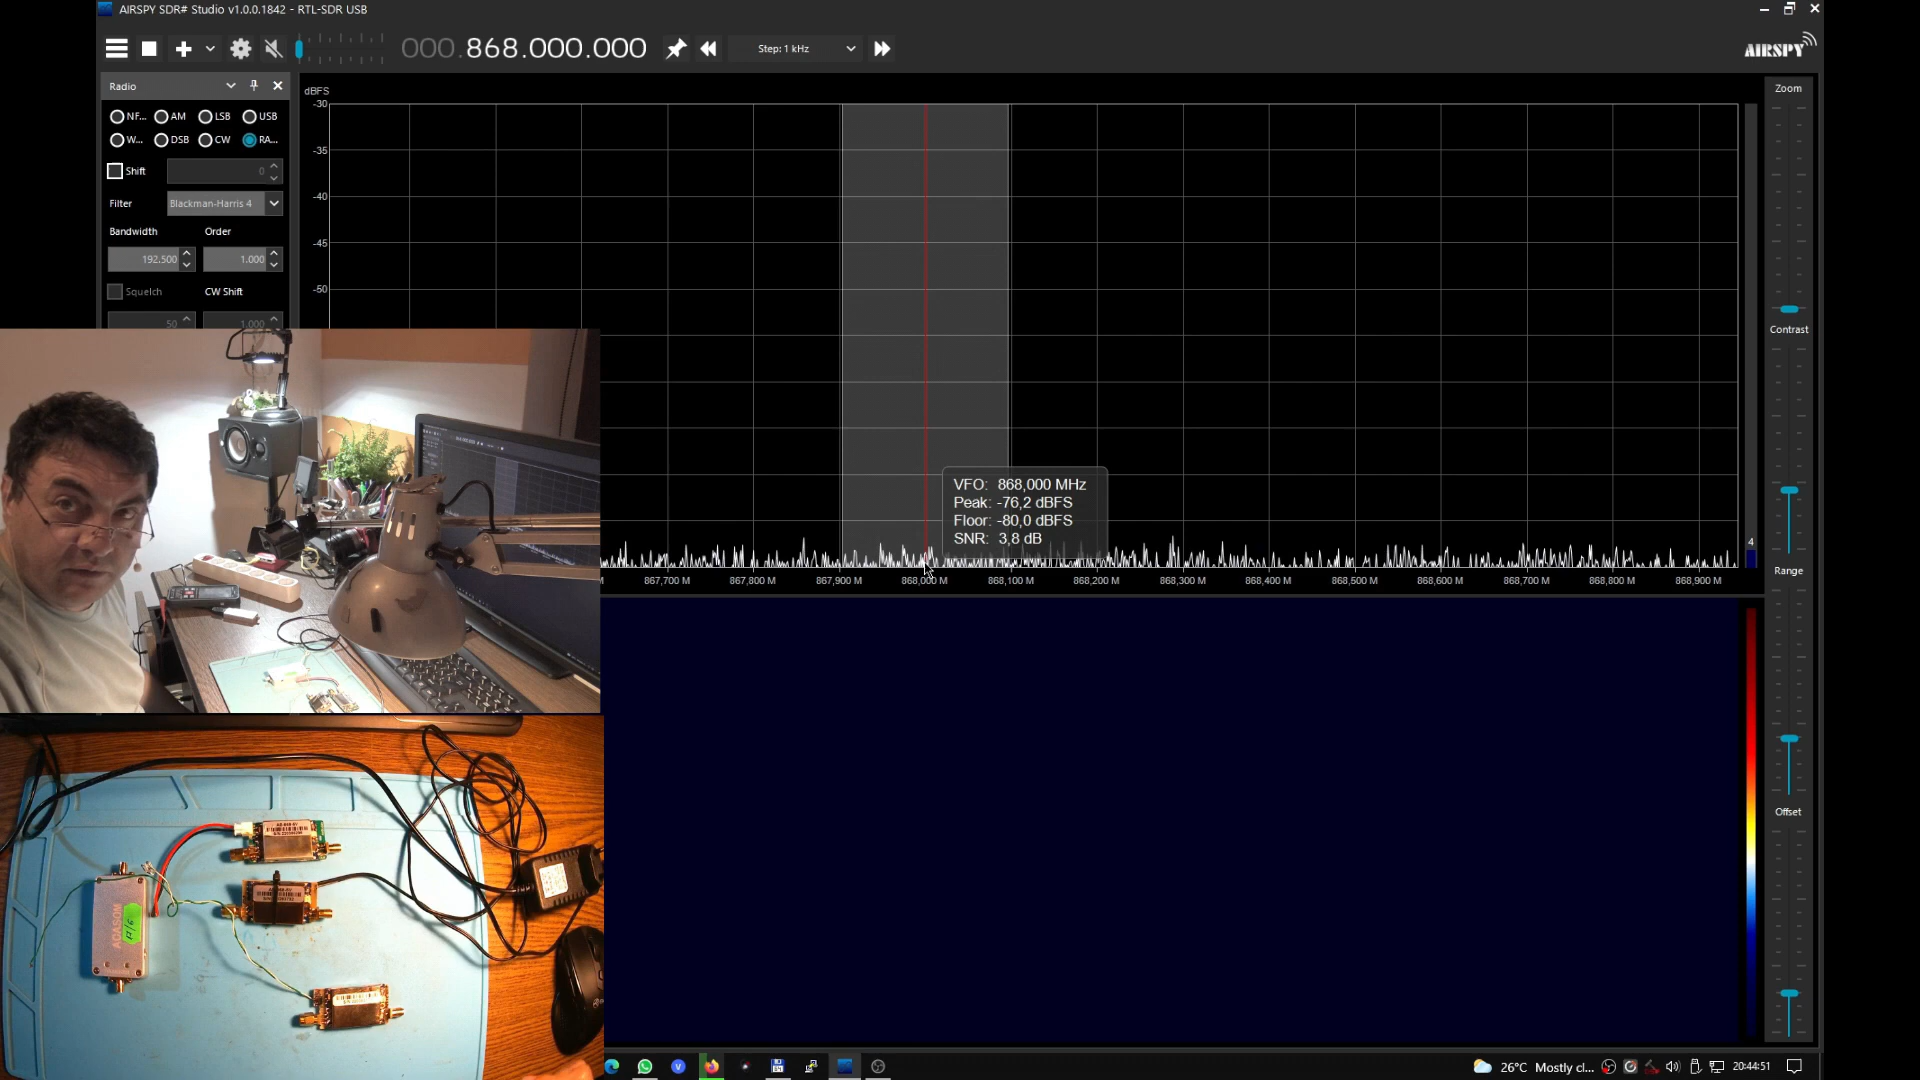 AIRSPY SDR# Studio v1.0.0.1842 - RTL-SDR USB
000.868.000.000
Step: 1 kHz
AIRSPY
Radio
NF...
AM
LSB
USB
W...
DSB
CW
RA...
Shift
0
Filter
Blackman-Harris 4
Bandwidth
Order
192.500
1.000
Squelch
CW Shift
50
1.000
dBFS
-30
-35
-40
-45
-50
VFO: 868,000 MHz
Peak: -76,2 dBFS
Floor: -80,0 dBFS
SNR: 3,8 dB
M
867,700 M
867,800 M
867,900 M
868,000 M
868,100 M
868,200 M
868,300 M
868,400 M
868,500 M
868,600 M
868,700 M
868,800 M
868,900 M
4
Zoom
Contrast
Range
Offset
ADASOM
26°C Mostly cl...
20:44:51